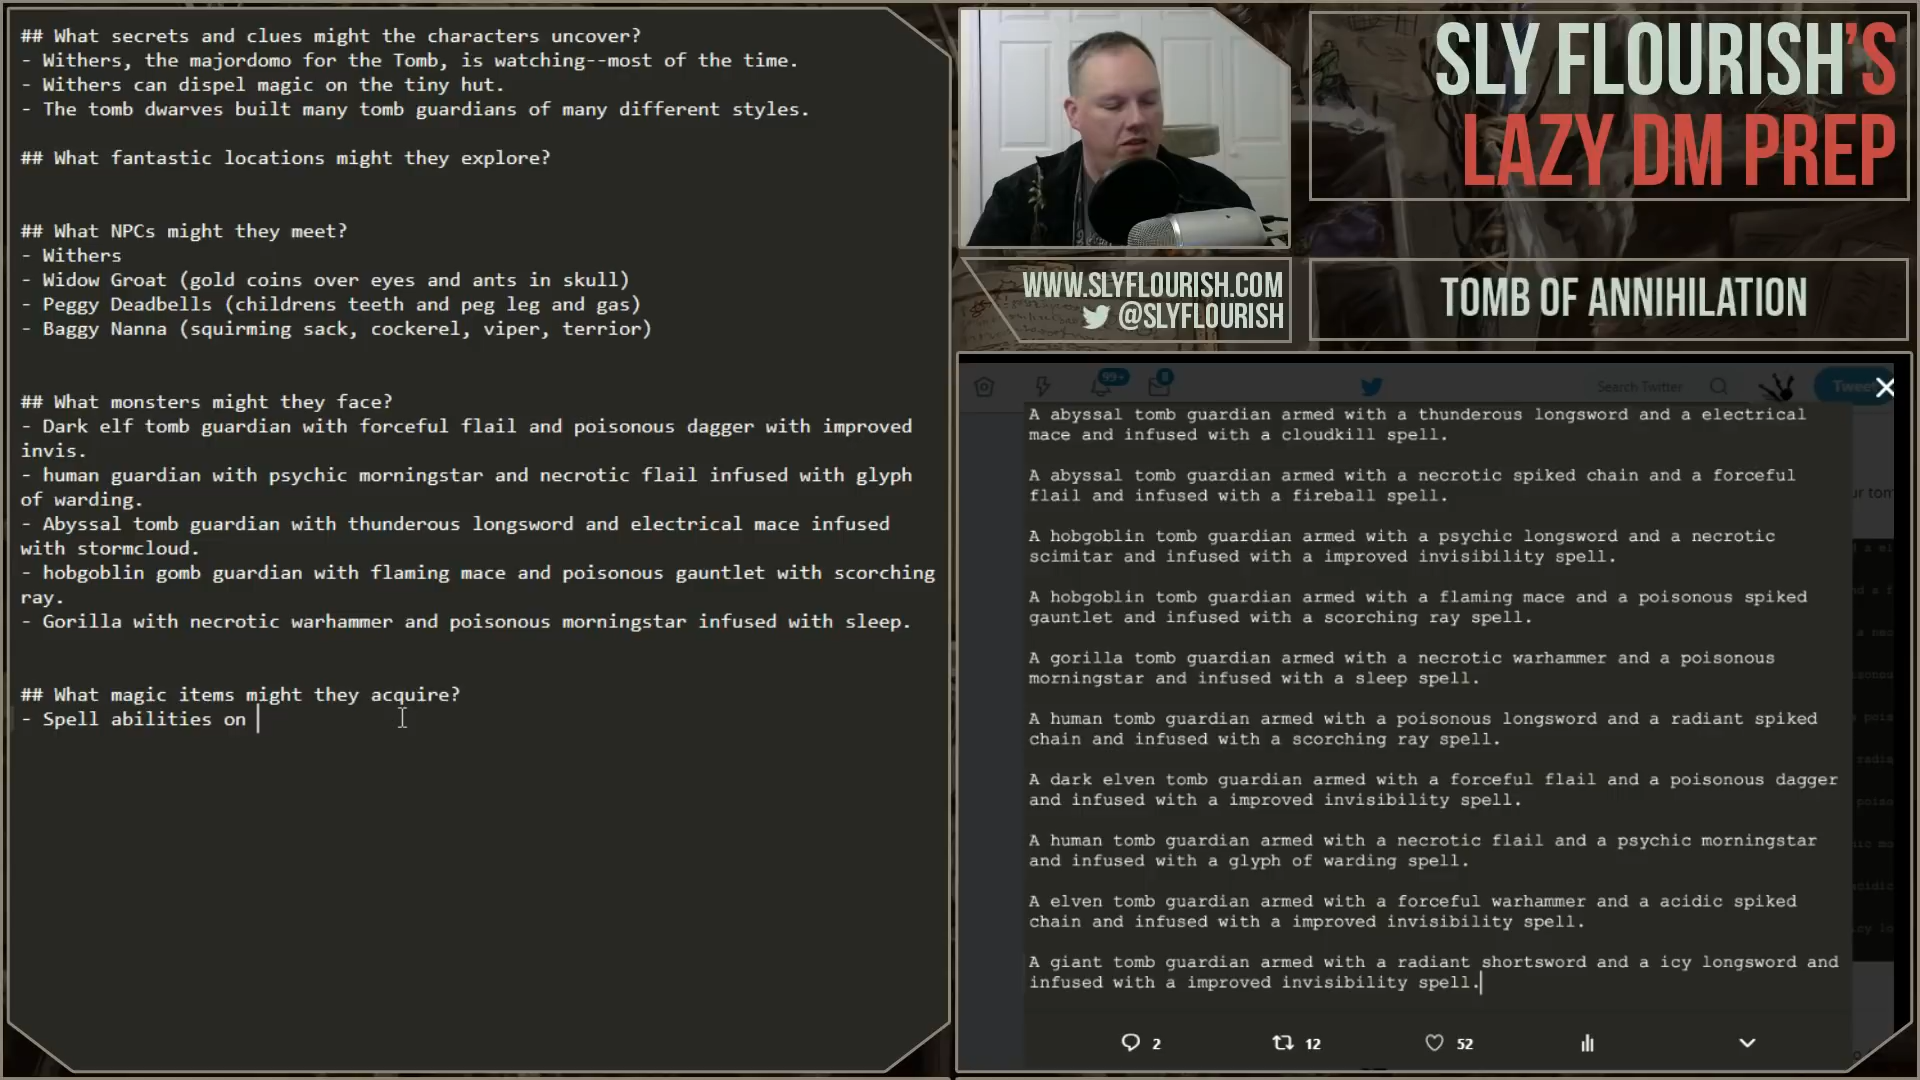 ## What secrets and clues might the characters uncover?
- Withers, the majordomo for the Tomb, is watching--most of the time.
- Withers can dispel magic on the tiny hut.
- The tomb dwarves built many tomb guardians of many different styles.
## What fantastic locations might they explore?
## What NPCs might they meet?
- Withers
- Widow Groat (gold coins over eyes and ants in skull)
- Peggy Deadbells (childrens teeth and peg leg and gas)
- Baggy Nanna (squirming sack, cockerel, viper, terrior)
## What monsters might they face?
- Dark elf tomb guardian with forceful flail and poisonous dagger with improved
invis.
- human guardian with psychic morningstar and necrotic flail infused with glyph
of warding.
- Abyssal tomb guardian with thunderous longsword and electrical mace infused
with stormcloud.
- hobgoblin gomb guardian with flaming mace and poisonous gauntlet with scorching
ray.
- Gorilla with necrotic warhammer and poisonous morningstar infused with sleep.
## What magic items might they acquire?
- Spell abilities on
SLY FLOURISH'S
LAZY DM PREP
WWW.SLYFLOURISH.COM
@SLYFLOURISH
TOMB OF ANNIHILATION
99+
8
Search Twitter
Tweet
A abyssal tomb guardian armed with a thunderous longsword and a electrical
mace and infused with a cloudkill spell.
A abyssal tomb guardian armed with a necrotic spiked chain and a forceful
flail and infused with a fireball spell.
A hobgoblin tomb guardian armed with a psychic longsword and a necrotic
scimitar and infused with a improved invisibility spell.
A hobgoblin tomb guardian armed with a flaming mace and a poisonous spiked
gauntlet and infused with a scorching ray spell.
A gorilla tomb guardian armed with a necrotic warhammer and a poisonous
morningstar and infused with a sleep spell.
A human tomb guardian armed with a poisonous longsword and a radiant spiked
chain and infused with a scorching ray spell.
A dark elven tomb guardian armed with a forceful flail and a poisonous dagger
and infused with a improved invisibility spell.
A human tomb guardian armed with a necrotic flail and a psychic morningstar
and infused with a glyph of warding spell.
A elven tomb guardian armed with a forceful warhammer and a acidic spiked
chain and infused with a improved invisibility spell.
A giant tomb guardian armed with a radiant shortsword and a icy longsword and
infused with a improved invisibility spell.
2
12
52